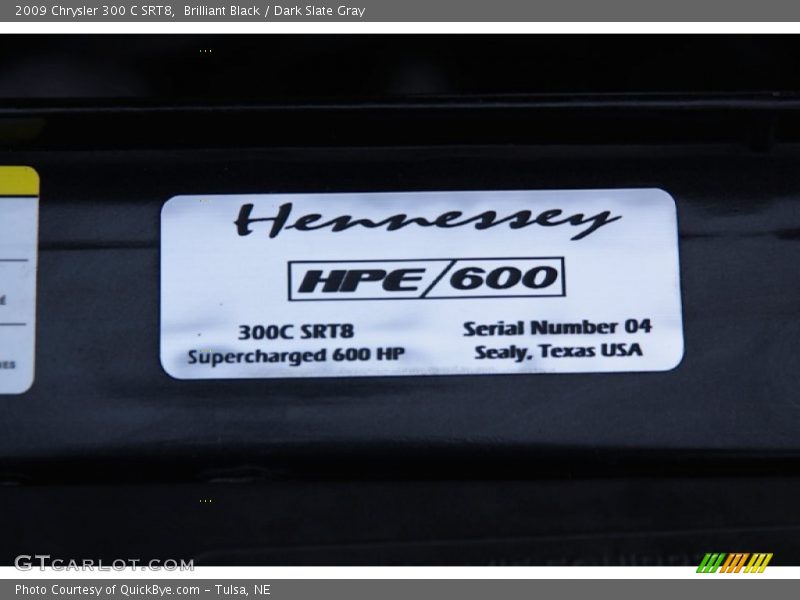 2009 Chrysler 300 C SRT8,  Brilliant Black / Dark Slate Gray
Hennessey
HPE/600
300C SRT8
Supercharged 600 HP
Serial Number 04
Sealy, Texas USA
GTCARLOT.COM
Photo Courtesy of QuickBye.com - Tulsa, NE